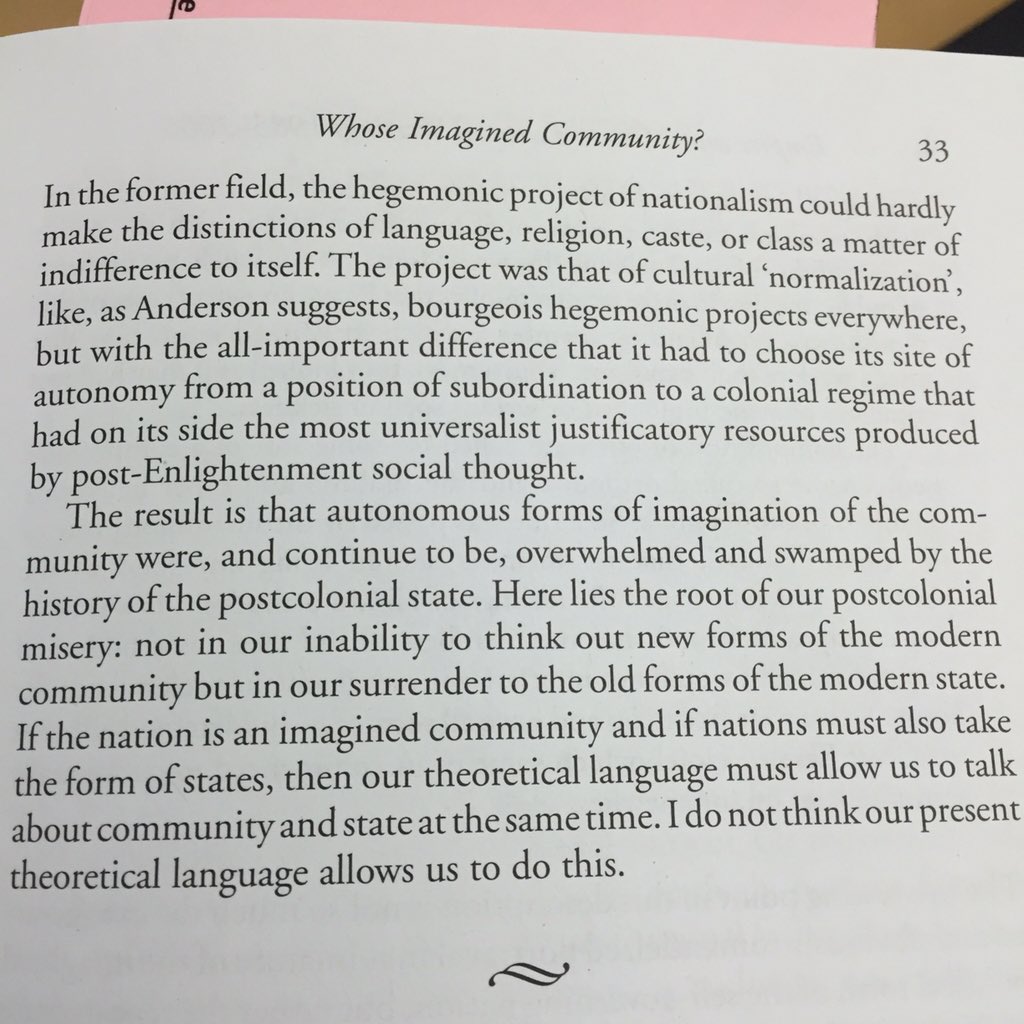 Whose Imagined Community?
33
In the former field, the hegemonic project of nationalism could hardly
make the distinctions of language, religion, caste, or class a matter of
indifference to itself. The project was that of cultural ‘normalization’,
like, as Anderson suggests, bourgeois hegemonic projects everywhere,
but with the all-important difference that it had to choose its site of
autonomy from a position of subordination to a colonial regime that
had on its side the most universalist justificatory resources produced
by post-Enlightenment social thought.
The result is that autonomous forms of imagination of the com-
munity were, and continue to be, overwhelmed and swamped by the
history of the postcolonial state. Here lies the root of our postcolonial
misery: not in our inability to think out new forms of the modern
community but in our surrender to the old forms of the modern state.
If the nation is an imagined community and if nations must also take
the form of states, then our theoretical language must allow us to talk
about community and state at the same time. I do not think our present
theoretical language allows us to do this.